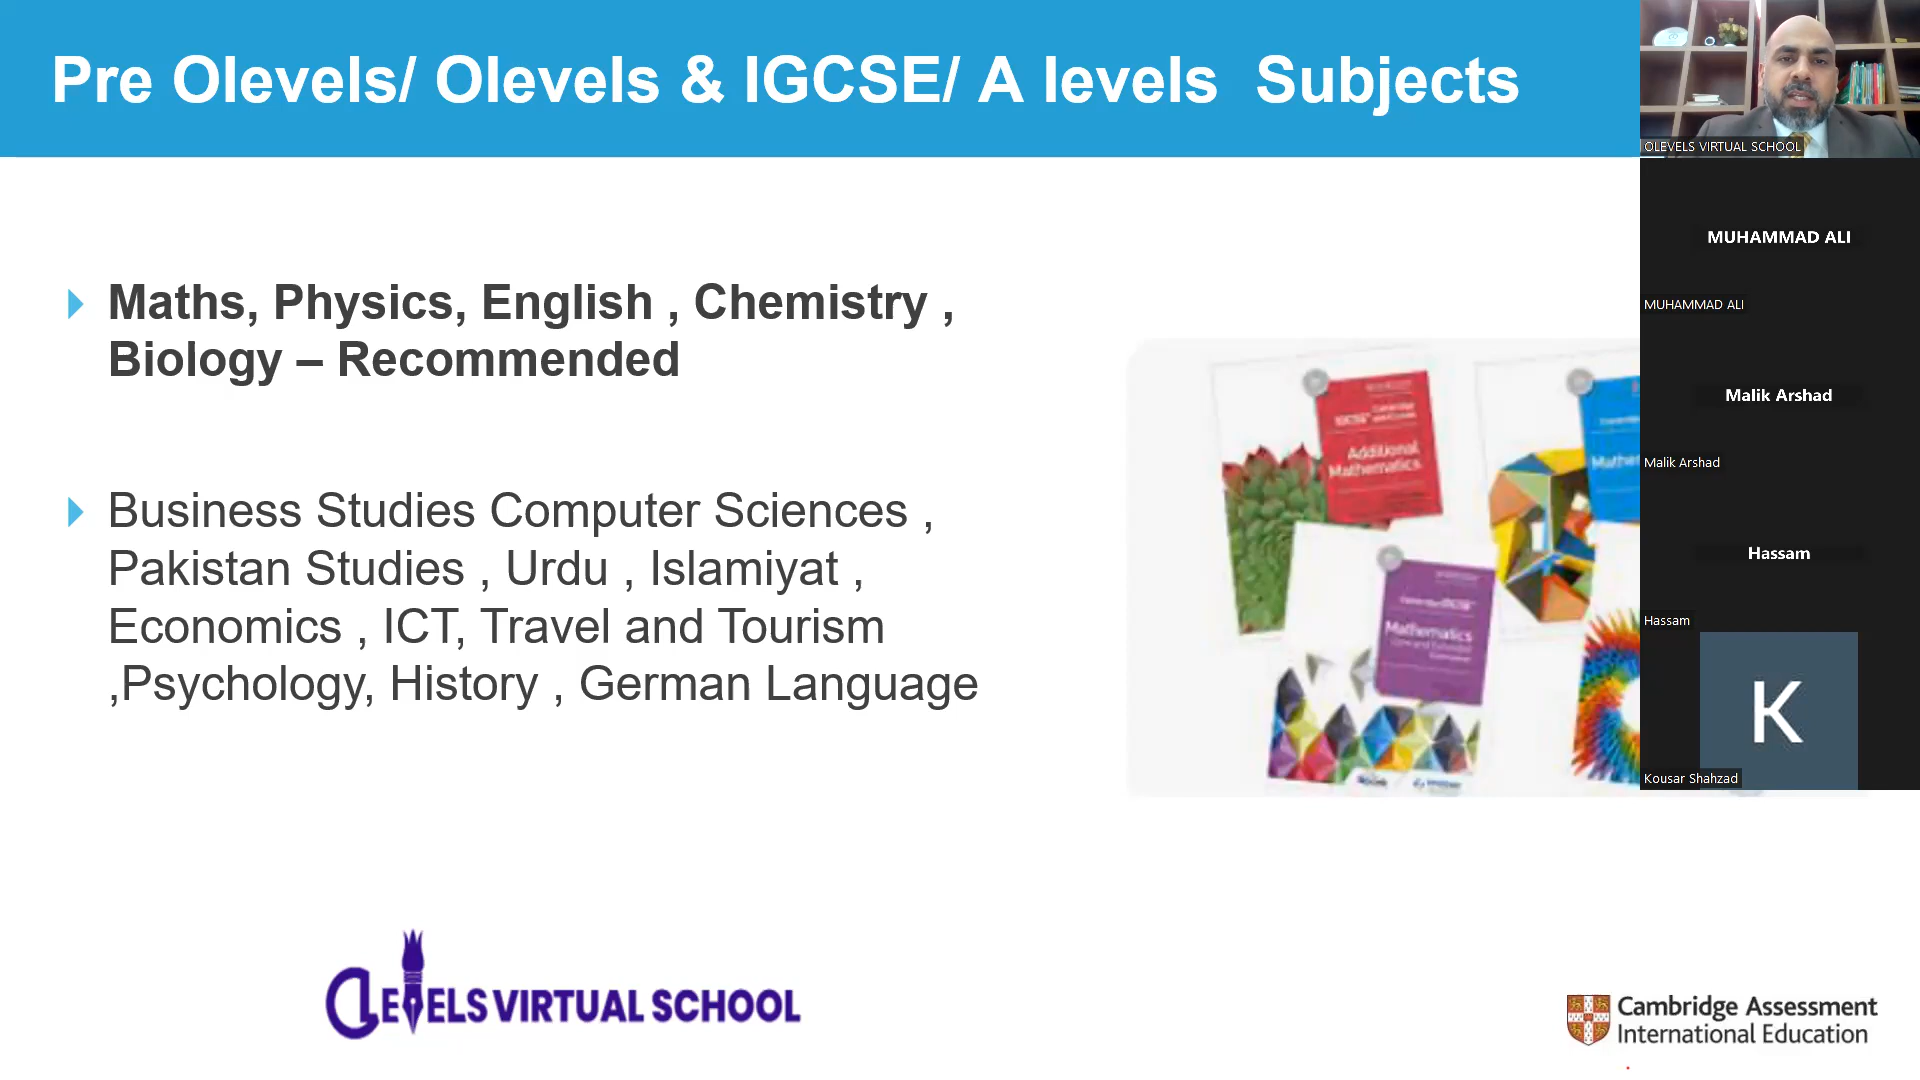 Pre Olevels/ Olevels & IGCSE/ A levels  Subjects
Maths, Physics, English , Chemistry ,
Biology – Recommended
Business Studies Computer Sciences ,
Pakistan Studies , Urdu , Islamiyat ,
Economics , ICT, Travel and Tourism
,Psychology, History , German Language
IGCSE
Additional
Mathematics
Mathematics
OLEVELS VIRTUAL SCHOOL
Cambridge Assessment
International Education
OLEVELS VIRTUAL SCHOOL
MUHAMMAD ALI
MUHAMMAD ALI
Malik Arshad
Malik Arshad
Hassam
Hassam
K
Kousar Shahzad